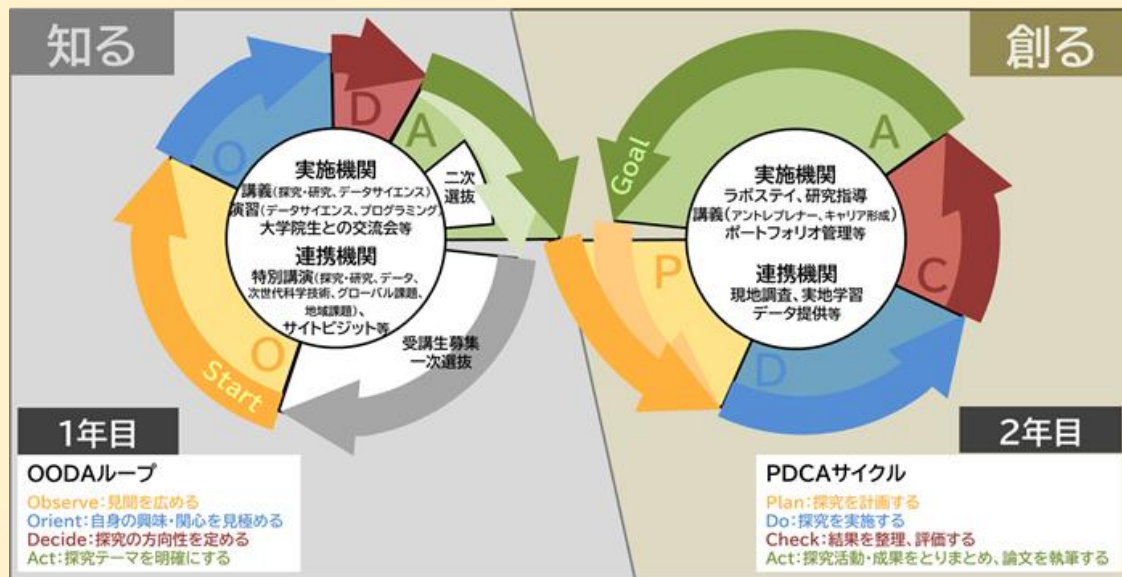 知る
O
O
D
A
Start
実施機関
講義(探究・研究、データサイエンス)
演習(データサイエンス、プログラミング)
大学院生との交流会等
連携機関
特別講演(探究・研究、データ、
次世代科学技術、グローバル課題、
地域課題)、
サイトビジット等
二次
選抜
受講生募集
一次選抜
1年目
OODAループ
Observe:見聞を広める
Orient:自身の興味・関心を見極める
Decide:探究の方向性を定める
Act:探究テーマを明確にする
創る
Goal
P
D
C
A
実施機関
ラボステイ、研究指導
講義(アントレプレナー、キャリア形成)
ポートフォリオ管理等
連携機関
現地調査、実地学習
データ提供等
2年目
PDCAサイクル
Plan:探究を計画する
Do:探究を実施する
Check:結果を整理、評価する
Act:探究活動・成果をとりまとめ、論文を執筆する